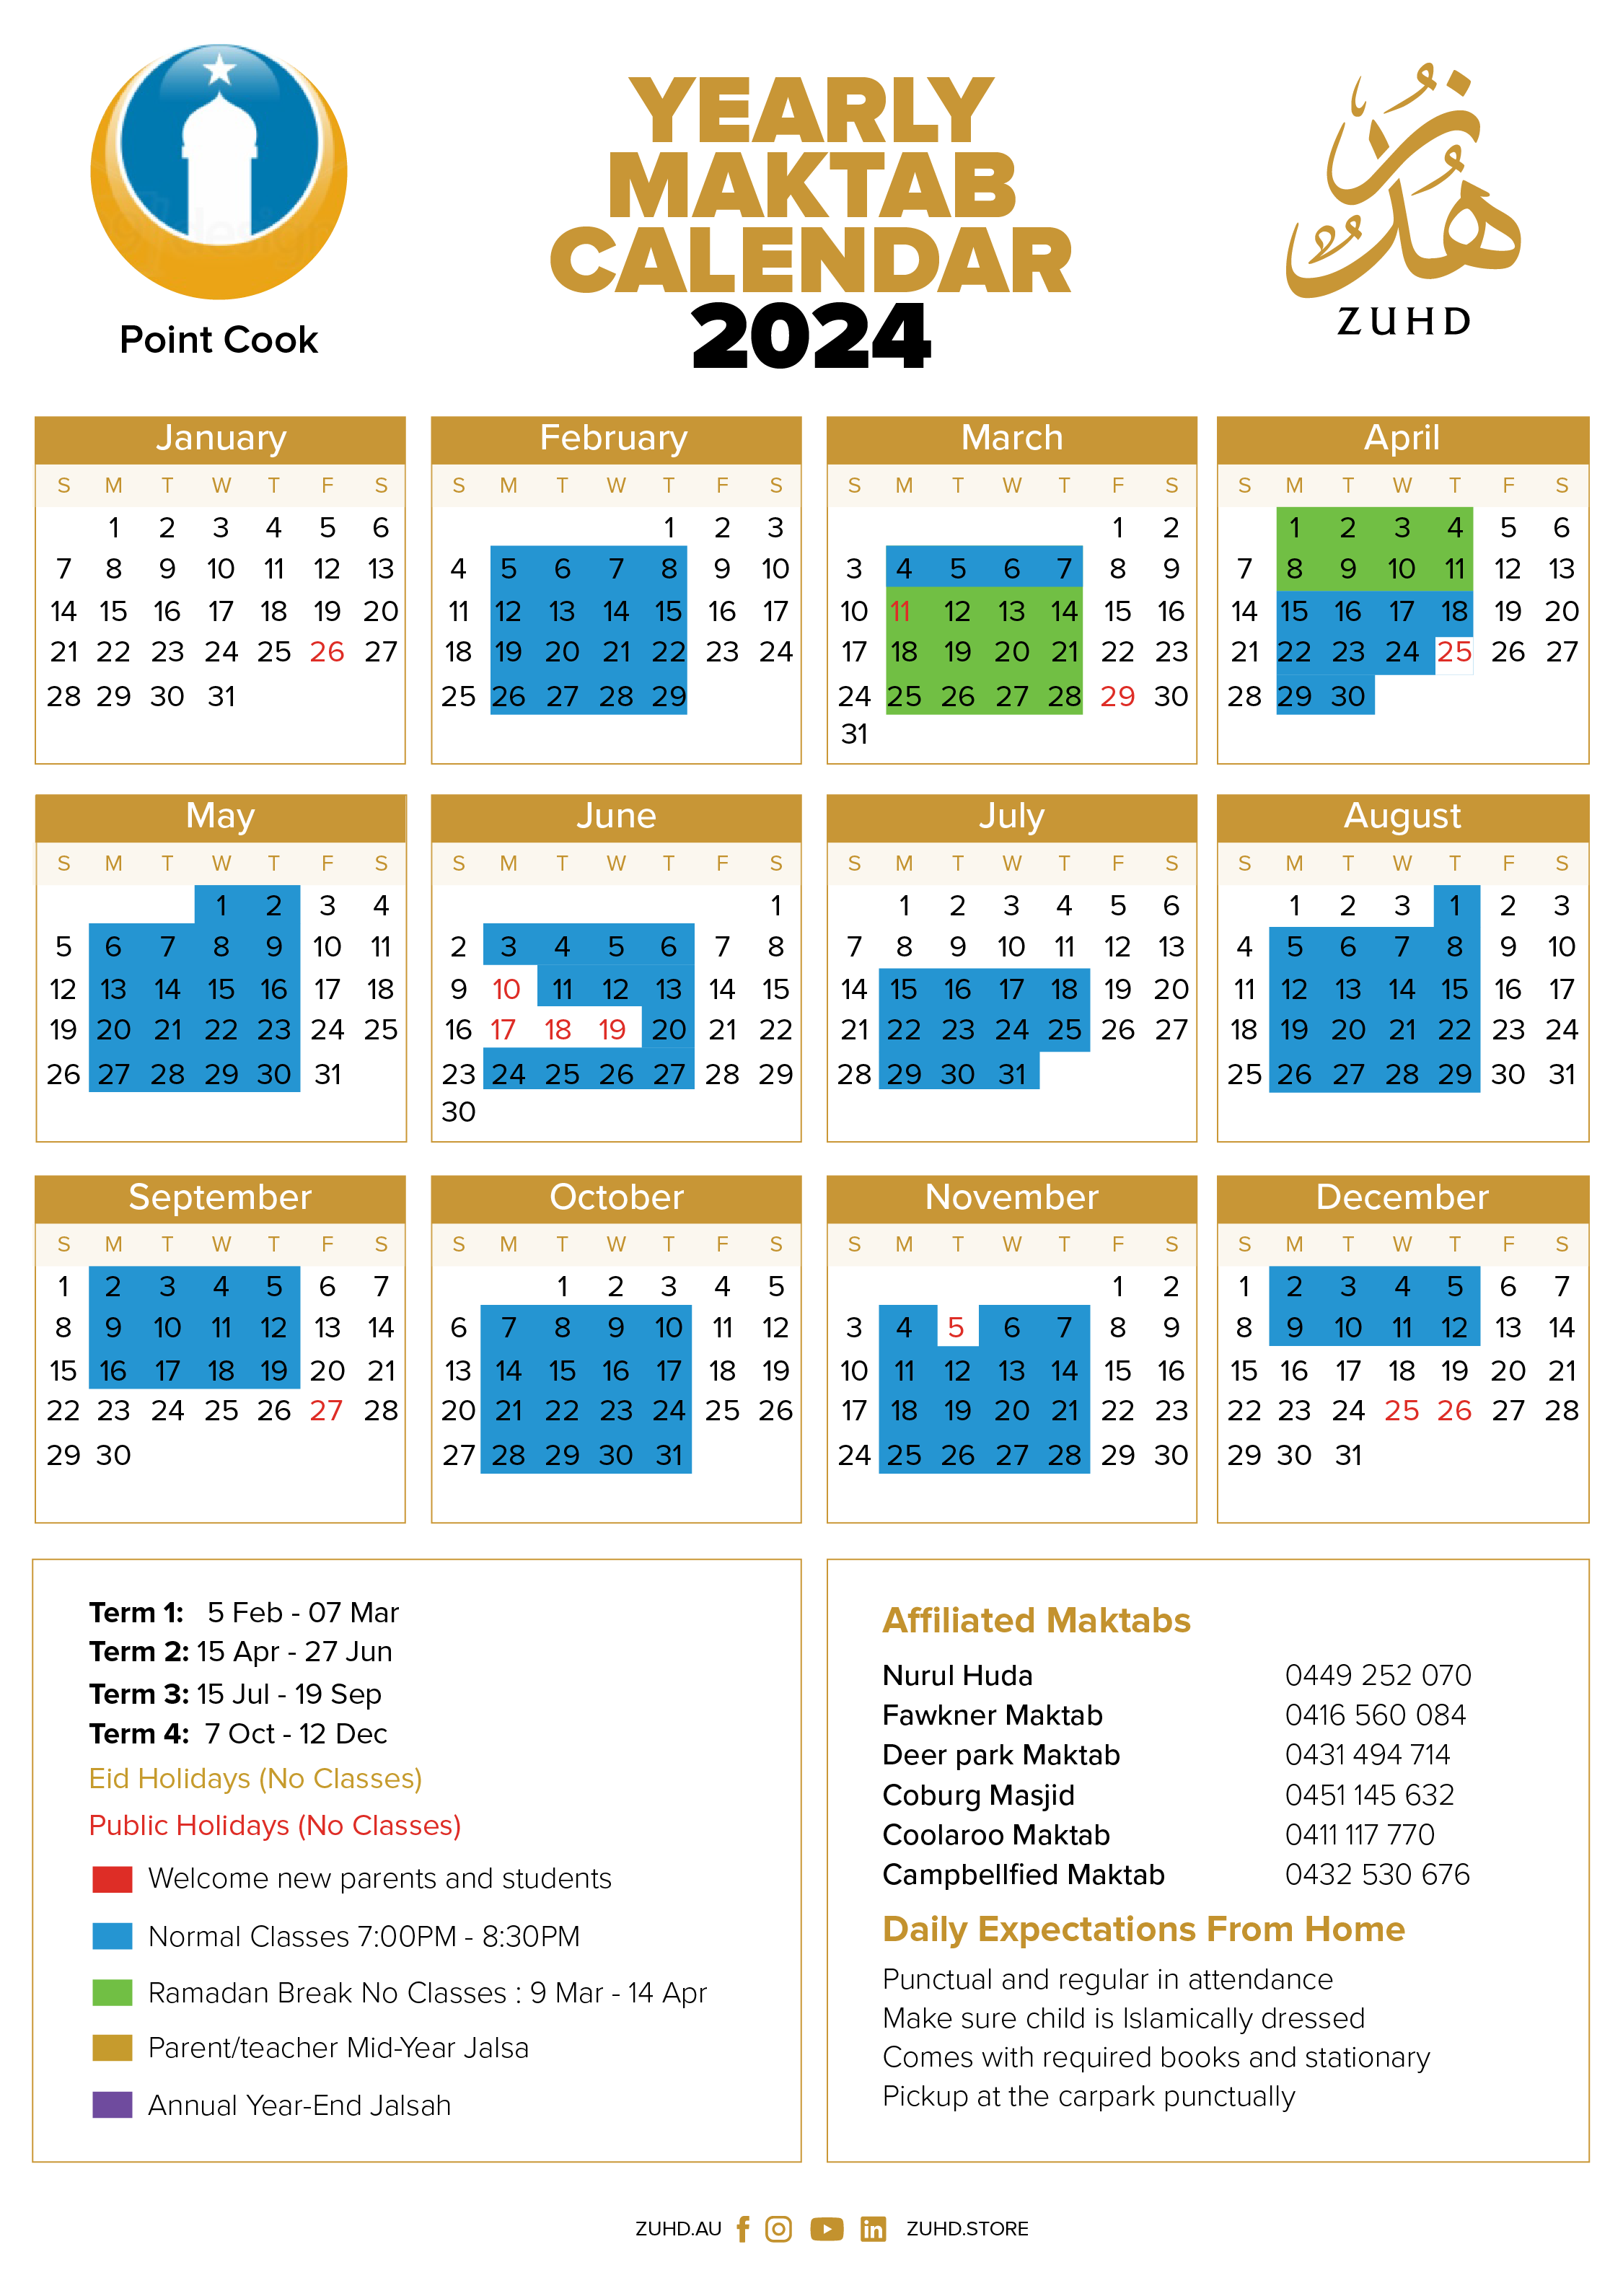 Point Cook
YEARLY
MAKTAB
CALENDAR
2024
زُهْد
ZUHD
January
S M T W T F S
1 2 3 4 5 6
7 8 9 10 11 12 13
14 15 16 17 18 19 20
21 22 23 24 25 26 27
28 29 30 31
February
S M T W T F S
1 2 3
4 5 6 7 8 9 10
11 12 13 14 15 16 17
18 19 20 21 22 23 24
25 26 27 28 29
March
S M T W T F S
1 2
3 4 5 6 7 8 9
10 11 12 13 14 15 16
17 18 19 20 21 22 23
24 25 26 27 28 29 30
31
April
S M T W T F S
1 2 3 4 5 6
7 8 9 10 11 12 13
14 15 16 17 18 19 20
21 22 23 24 25 26 27
28 29 30
May
S M T W T F S
1 2 3 4
5 6 7 8 9 10 11
12 13 14 15 16 17 18
19 20 21 22 23 24 25
26 27 28 29 30 31
June
S M T W T F S
1
2 3 4 5 6 7 8
9 10 11 12 13 14 15
16 17 18 19 20 21 22
23 24 25 26 27 28 29
30
July
S M T W T F S
1 2 3 4 5 6
7 8 9 10 11 12 13
14 15 16 17 18 19 20
21 22 23 24 25 26 27
28 29 30 31
August
S M T W T F S
1 2 3 1 2 3
4 5 6 7 8 9 10
11 12 13 14 15 16 17
18 19 20 21 22 23 24
25 26 27 28 29 30 31
September
S M T W T F S
1 2 3 4 5 6 7
8 9 10 11 12 13 14
15 16 17 18 19 20 21
22 23 24 25 26 27 28
29 30
October
S M T W T F S
1 2 3 4 5
6 7 8 9 10 11 12
13 14 15 16 17 18 19
20 21 22 23 24 25 26
27 28 29 30 31
November
S M T W T F S
1 2
3 4 5 6 7 8 9
10 11 12 13 14 15 16
17 18 19 20 21 22 23
24 25 26 27 28 29 30
December
S M T W T F S
1 2 3 4 5 6 7
8 9 10 11 12 13 14
15 16 17 18 19 20 21
22 23 24 25 26 27 28
29 30 31
Term 1: 5 Feb - 07 Mar
Term 2: 15 Apr - 27 Jun
Term 3: 15 Jul - 19 Sep
Term 4: 7 Oct - 12 Dec
Eid Holidays (No Classes)
Public Holidays (No Classes)
Welcome new parents and students
Normal Classes 7:00PM - 8:30PM
Ramadan Break No Classes : 9 Mar - 14 Apr
Parent/teacher Mid-Year Jalsa
Annual Year-End Jalsah
Affiliated Maktabs
Nurul Huda 0449 252 070
Fawkner Maktab 0416 560 084
Deer park Maktab 0431 494 714
Coburg Masjid 0451 145 632
Coolaroo Maktab 0411 117 770
Campbellfied Maktab 0432 530 676
Daily Expectations From Home
Punctual and regular in attendance
Make sure child is Islamically dressed
Comes with required books and stationary
Pickup at the carpark punctually
ZUHD.AU
in
ZUHD.STORE